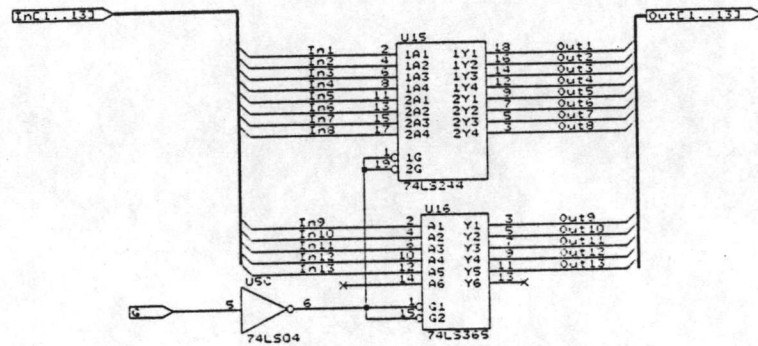 In[1..13]
Out[1..13]
U15
In1 2 1A1 1Y1 18 Out1
In2 4 1A2 1Y2 16 Out2
In3 6 1A3 1Y3 14 Out3
In4 8 1A4 1Y4 12 Out4
In5 11 2A1 2Y1 9 Out5
In6 13 2A2 2Y2 7 Out6
In7 15 2A3 2Y3 5 Out7
In8 17 2A4 2Y4 3 Out8
1 1G
19 2G
74LS244
U16
In9 2 A1 Y1 3 Out9
In10 4 A2 Y2 5 Out10
In11 6 A3 Y3 7 Out11
In12 10 A4 Y4 9 Out12
In13 12 A5 Y5 11 Out13
14 A6 Y6 13
U5C
G 5 6
1 G1
15 G2
74LS04
74LS365